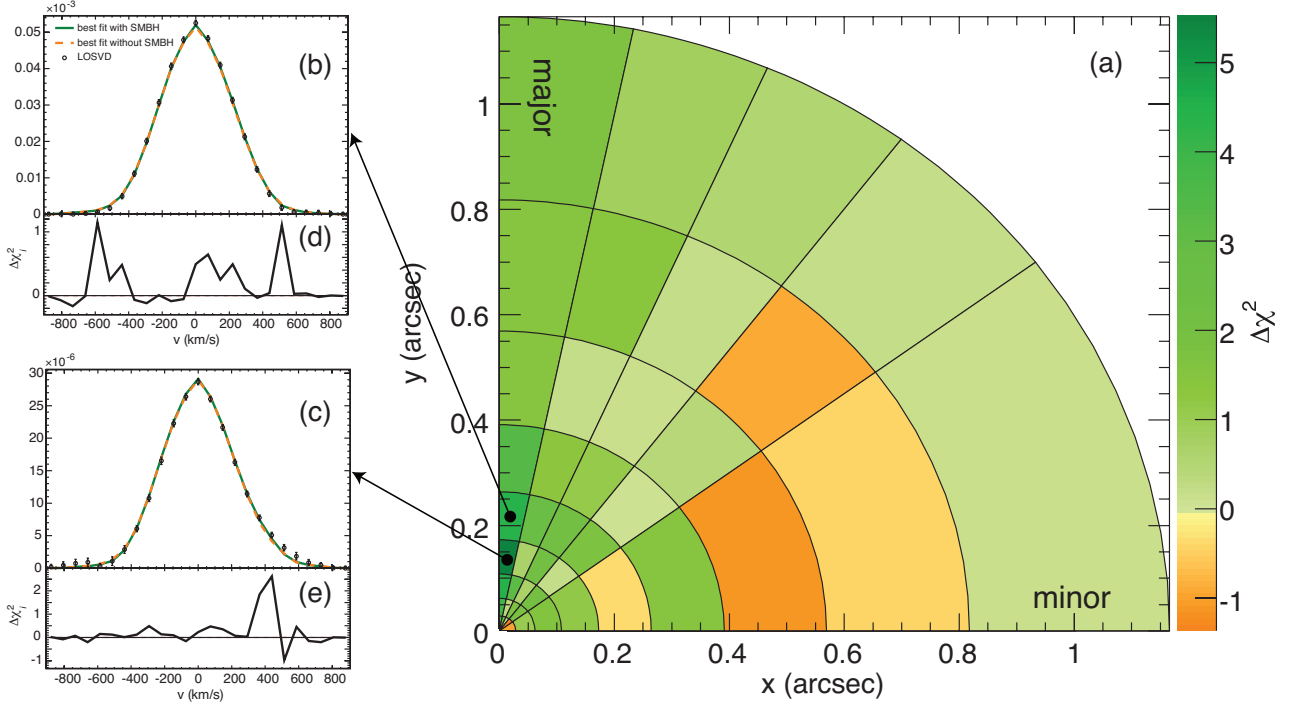 ×10⁻³
0.05
0.04
0.03
0.02
0.01
0
best fit with SMBH
best fit without SMBH
LOSVD
(b)
1
0
Δχ²ᵢ
(d)
-800 -600 -400 -200 0 200 400 600 800
v (km/s)
×10⁻⁶
30
25
20
15
10
5
0
(c)
2
1
0
-1
Δχ²ᵢ
(e)
-800 -600 -400 -200 0 200 400 600 800
v (km/s)
(a)
major
minor
1
0.8
0.6
0.4
0.2
0
y (arcsec)
0 0.2 0.4 0.6 0.8 1
x (arcsec)
5
4
3
2
1
0
-1
Δχ²